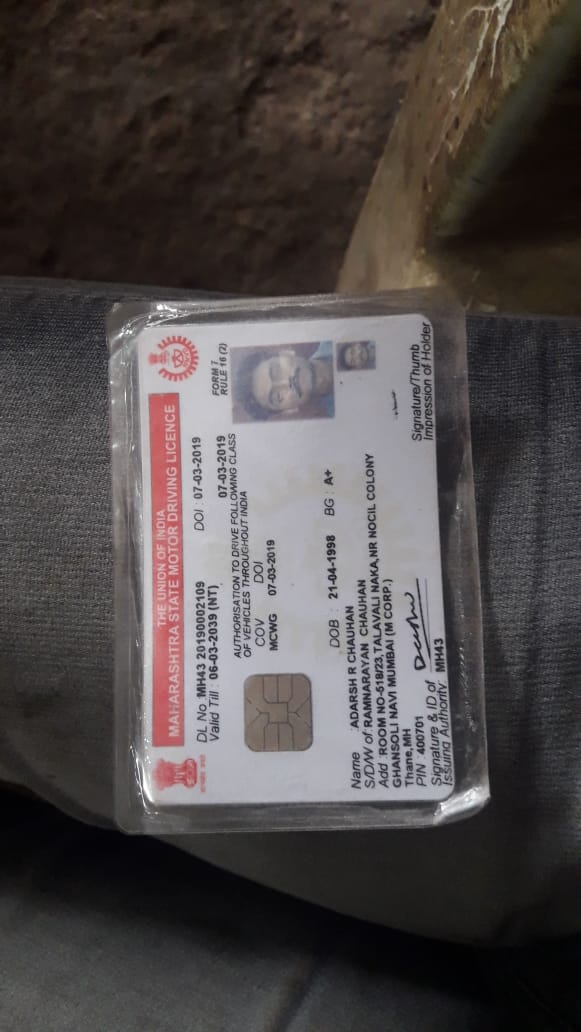 THE UNION OF INDIA
MAHARASHTRA STATE MOTOR DRIVING LICENCE
DL No : MH43 20190002109 DOI : 07-03-2019
Valid Till : 06-03-2039 (NT) 07-03-2019
FORM 7
RULE 16 (2)
AUTHORISATION TO DRIVE FOLLOWING CLASS
OF VEHICLES THROUGHOUT INDIA
COV DOI
MCWG 07-03-2019
DOB : 21-04-1998 BG : A+
Name : ADARSH R CHAUHAN
S/D/W of : RAMNARAYAN CHAUHAN
Add : ROOM NO-518/23,TALAVALI NAKA,NR NOCIL COLONY
GHANSOLI NAVI MUMBAI (M CORP.)
Thane,MH
PIN : 400701
Signature & ID of
Issuing Authority: MH43
Signature/Thumb
Impression of Holder